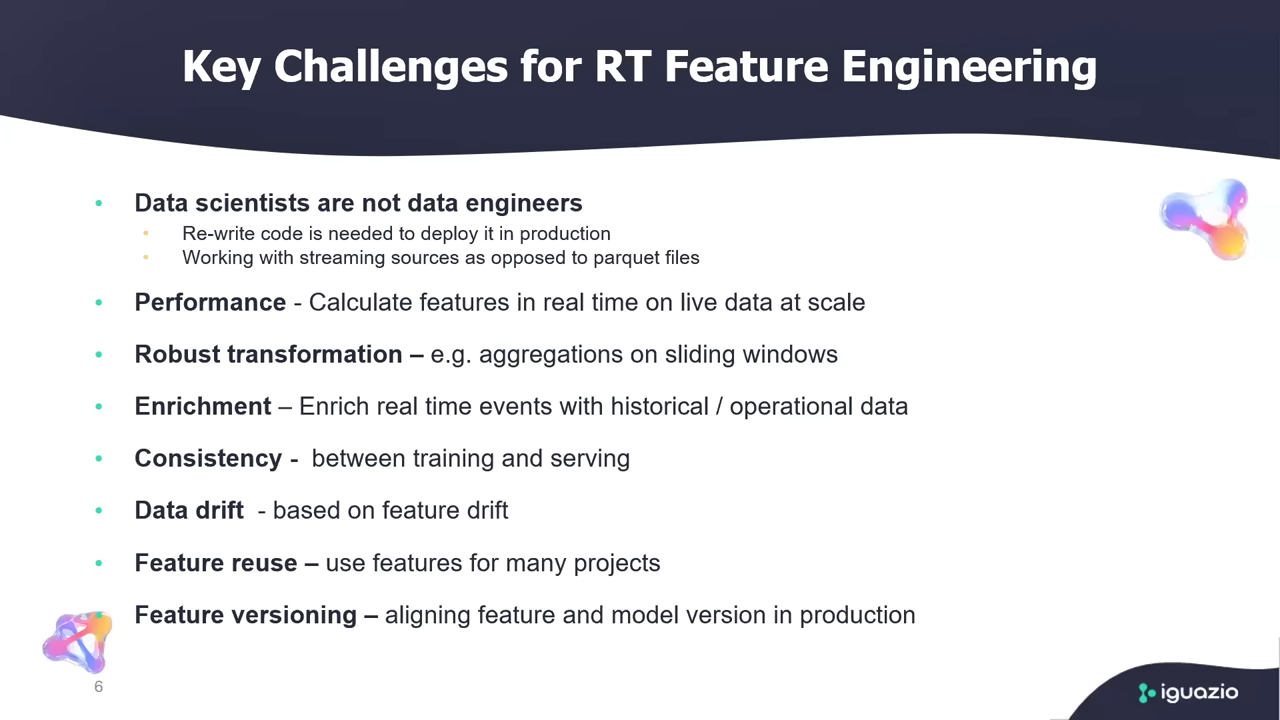 Key Challenges for RT Feature Engineering
• Data scientists are not data engineers
• Re-write code is needed to deploy it in production
• Working with streaming sources as opposed to parquet files
• Performance - Calculate features in real time on live data at scale
• Robust transformation – e.g. aggregations on sliding windows
• Enrichment – Enrich real time events with historical / operational data
• Consistency -  between training and serving
• Data drift  - based on feature drift
• Feature reuse – use features for many projects
• Feature versioning – aligning feature and model version in production
6
iguazio